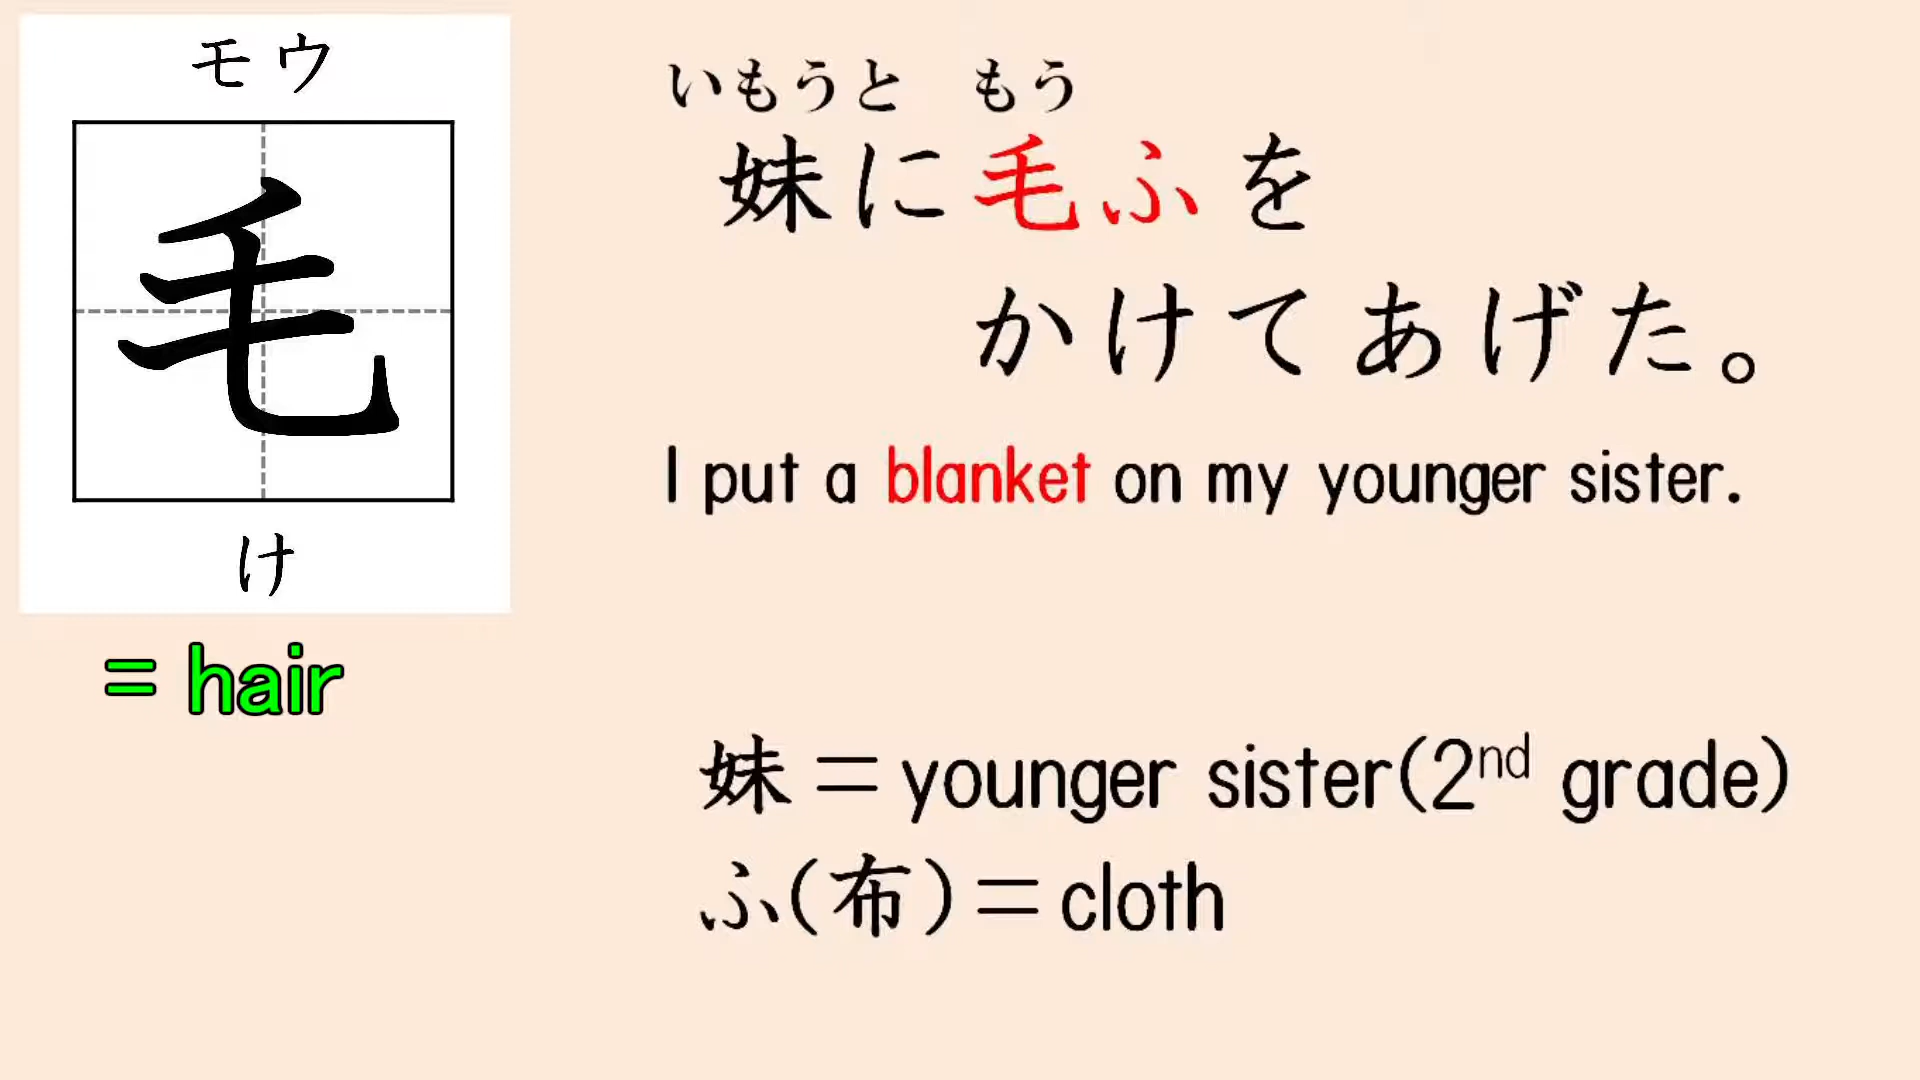 モウ
毛
け
= hair
いもうと もう
妹に毛ふを
かけてあげた。
I put a blanket on my younger sister.
妹＝younger sister(2nd grade)
ふ(布)＝cloth